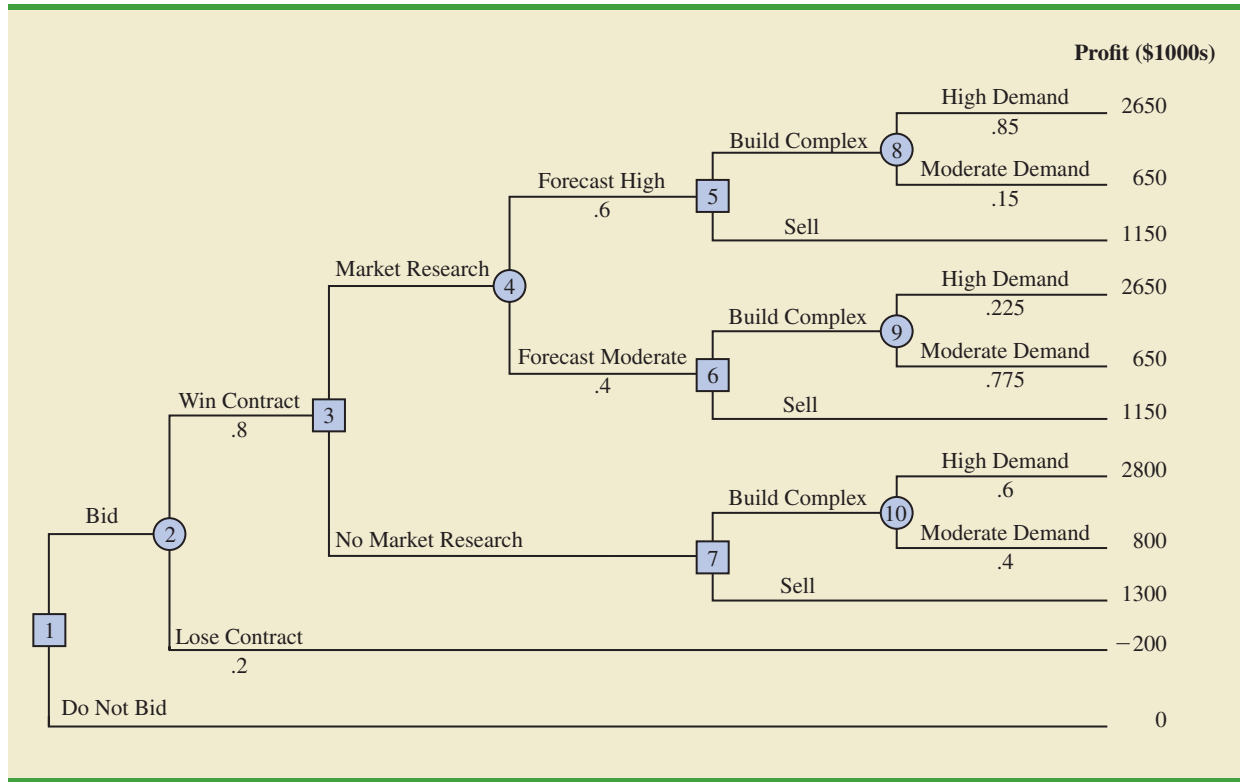 Profit ($1000s)
High Demand
2650
.85
Build Complex
8
Moderate Demand
650
.15
Forecast High
.6
5
Sell
1150
Market Research
4
High Demand
2650
.225
Build Complex
9
Moderate Demand
650
.775
Forecast Moderate
.4
6
Sell
1150
Win Contract
.8
3
High Demand
2800
.6
Build Complex
10
Moderate Demand
800
.4
Bid
2
No Market Research
7
Sell
1300
1
Lose Contract
.2
−200
Do Not Bid
0